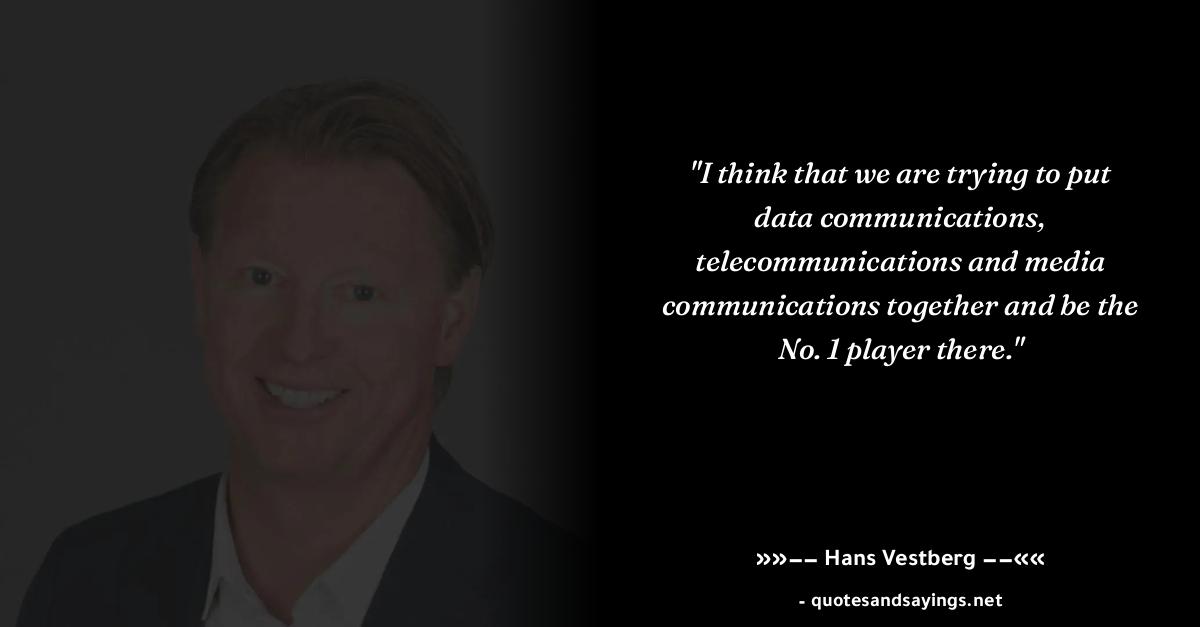 "I think that we are trying to put
data communications,
telecommunications and media
communications together and be the
No. 1 player there."
»»–– Hans Vestberg ––««
- quotesandsayings.net